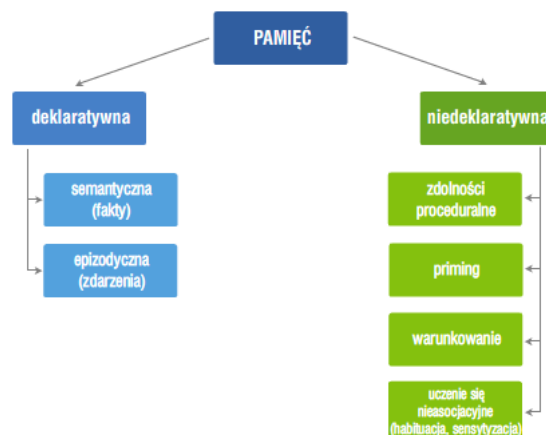 PAMIĘĆ
deklaratywna
semantyczna
(fakty)
epizodyczna
(zdarzenia)
niedeklaratywna
zdolności
proceduralne
priming
warunkowanie
uczenie się
nieasocjacyjne
(habituacja, sensytyzacja)